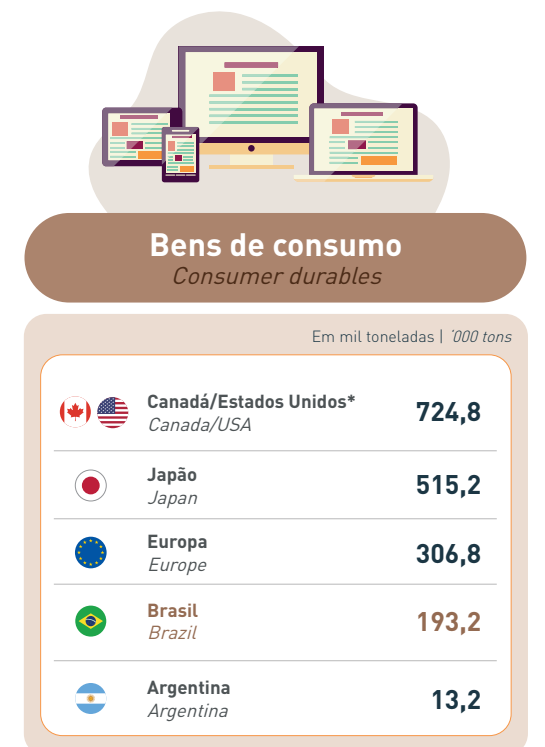 Bens de consumo
Consumer durables
Em mil toneladas | ´000 tons
Canadá/Estados Unidos* 724,8
Canada/USA
Japão 515,2
Japan
Europa 306,8
Europe
Brasil 193,2
Brazil
Argentina 13,2
Argentina